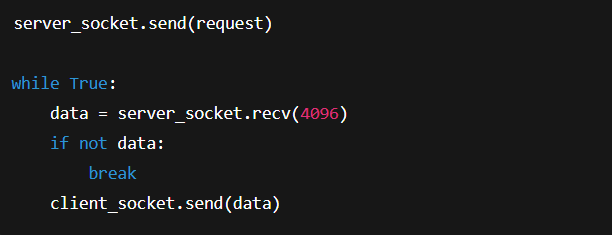 server_socket.send(request)
while True:
    data = server_socket.recv(4096)
    if not data:
        break
    client_socket.send(data)